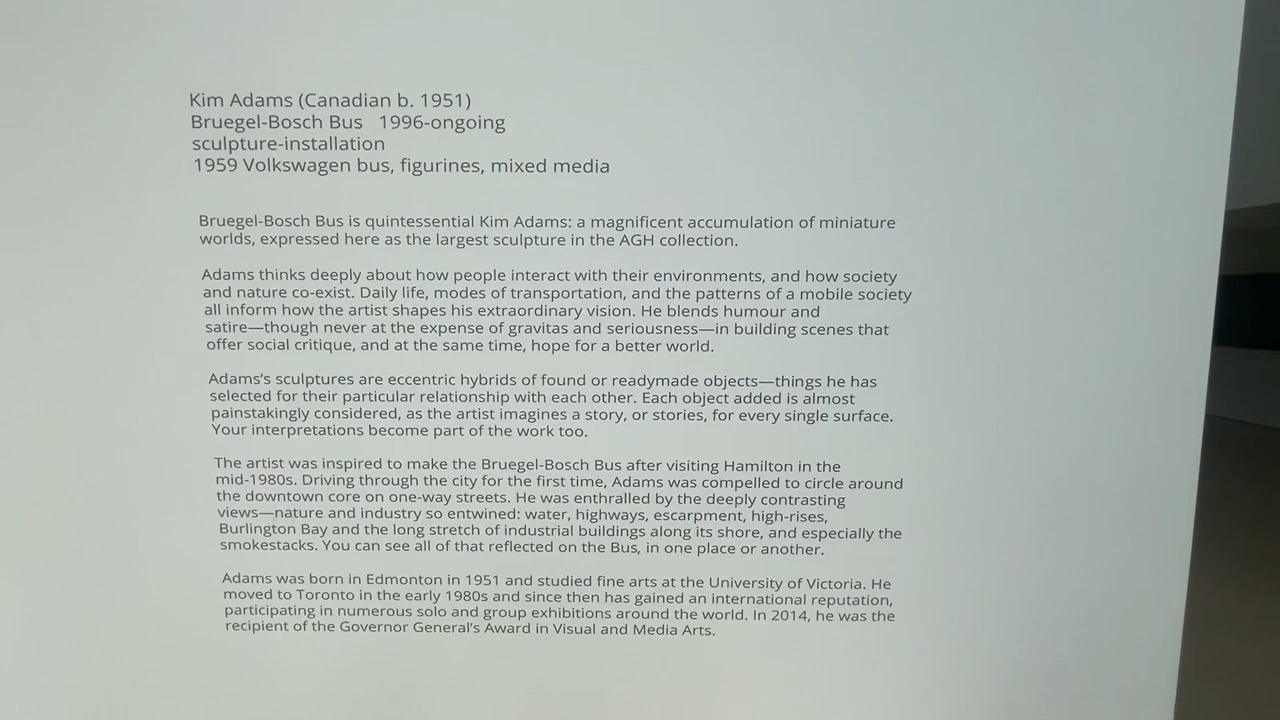 Kim Adams (Canadian b. 1951)
Bruegel-Bosch Bus 1996-ongoing
sculpture-installation
1959 Volkswagen bus, figurines, mixed media
Bruegel-Bosch Bus is quintessential Kim Adams: a magnificent accumulation of miniature
worlds, expressed here as the largest sculpture in the AGH collection.
Adams thinks deeply about how people interact with their environments, and how society
and nature co-exist. Daily life, modes of transportation, and the patterns of a mobile society
all inform how the artist shapes his extraordinary vision. He blends humour and
satire—though never at the expense of gravitas and seriousness—in building scenes that
offer social critique, and at the same time, hope for a better world.
Adams's sculptures are eccentric hybrids of found or readymade objects—things he has
selected for their particular relationship with each other. Each object added is almost
painstakingly considered, as the artist imagines a story, or stories, for every single surface.
Your interpretations become part of the work too.
The artist was inspired to make the Bruegel-Bosch Bus after visiting Hamilton in the
mid-1980s. Driving through the city for the first time, Adams was compelled to circle around
the downtown core on one-way streets. He was enthralled by the deeply contrasting
views—nature and industry so entwined: water, highways, escarpment, high-rises,
Burlington Bay and the long stretch of industrial buildings along its shore, and especially the
smokestacks. You can see all of that reflected on the Bus, in one place or another.
Adams was born in Edmonton in 1951 and studied fine arts at the University of Victoria. He
moved to Toronto in the early 1980s and since then has gained an international reputation,
participating in numerous solo and group exhibitions around the world. In 2014, he was the
recipient of the Governor General's Award in Visual and Media Arts.